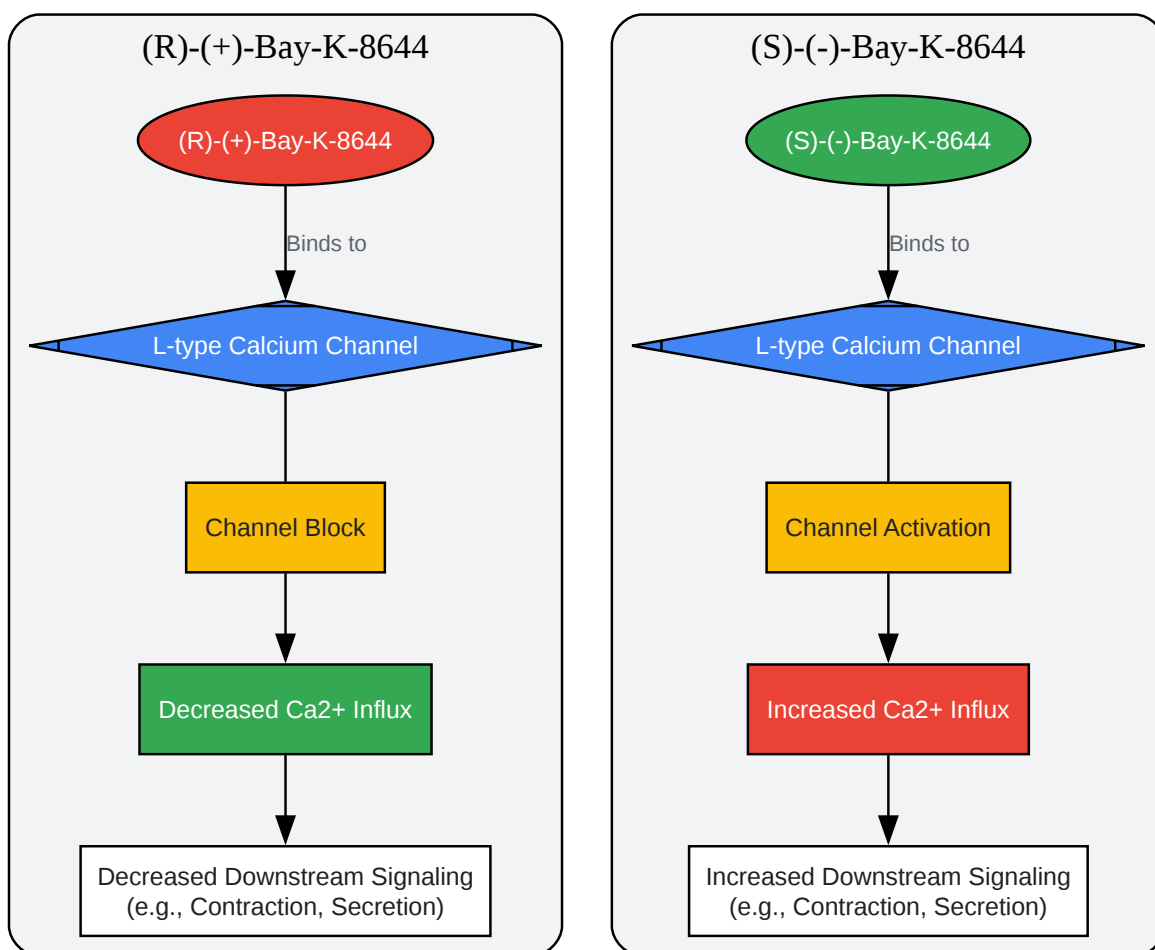 (R)-(+)-Bay-K-8644
(R)-(+)-Bay-K-8644
Binds to
L-type Calcium Channel
Channel Block
Decreased Ca2+ Influx
Decreased Downstream Signaling
(e.g., Contraction, Secretion)
(S)-(-)-Bay-K-8644
(S)-(-)-Bay-K-8644
Binds to
L-type Calcium Channel
Channel Activation
Increased Ca2+ Influx
Increased Downstream Signaling
(e.g., Contraction, Secretion)